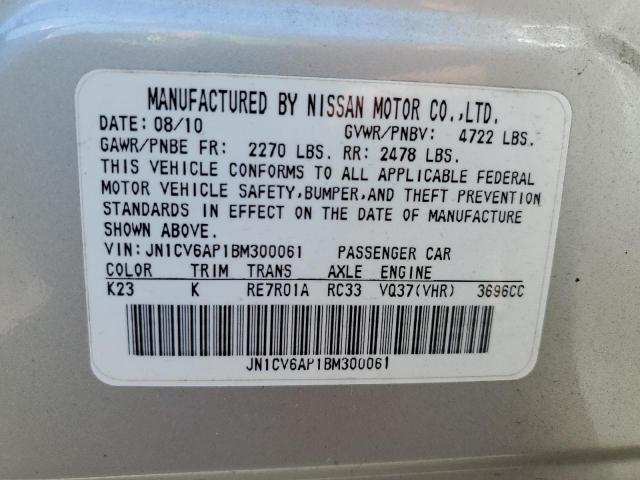 MANUFACTURED BY NISSAN MOTOR CO.,LTD.
DATE: 08/10 GVWR/PNBV: 4722 LBS.
GAWR/PNBE FR: 2270 LBS. RR: 2478 LBS.
THIS VEHICLE CONFORMS TO ALL APPLICABLE FEDERAL
MOTOR VEHICLE SAFETY,BUMPER,AND THEFT PREVENTION
STANDARDS IN EFFECT ON THE DATE OF MANUFACTURE
SHOWN ABOVE.
VIN: JN1CV6AP1BM300061 PASSENGER CAR
COLOR TRIM TRANS AXLE ENGINE
K23 K RE7R01A RC33 VQ37(VHR) 3696CC
JN1CV6AP1BM300061